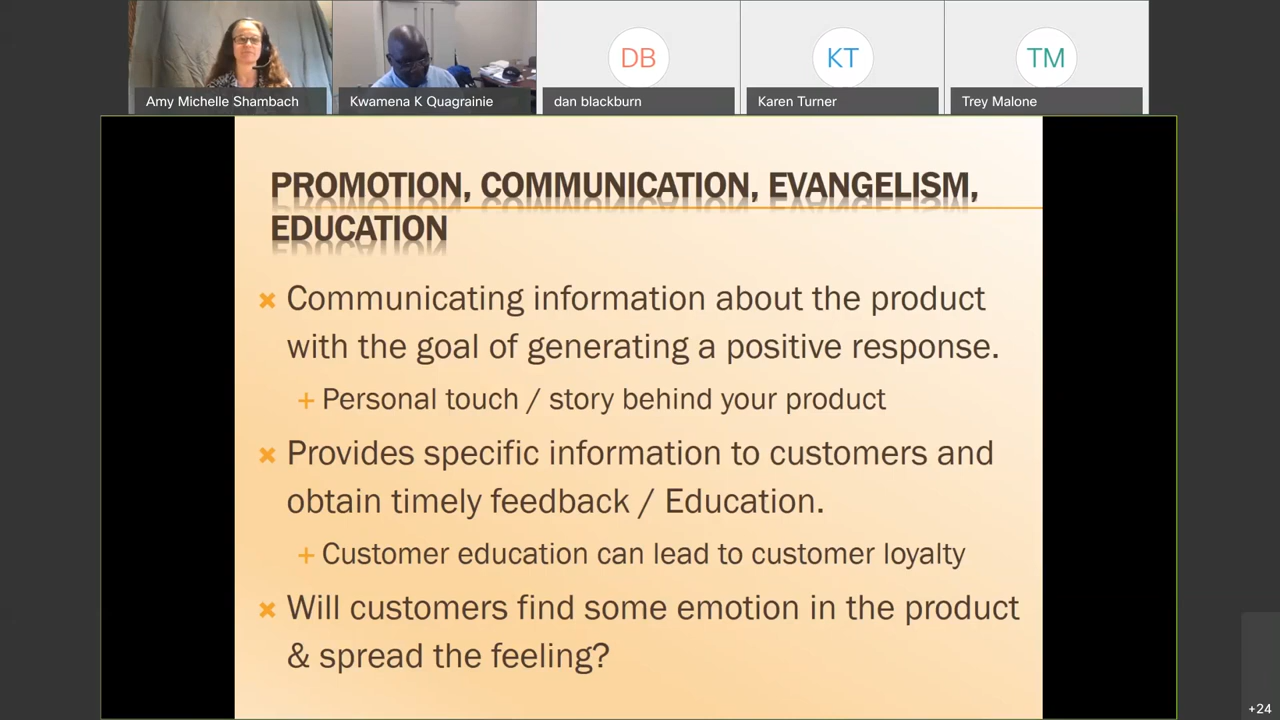 DB
KT
TM
Amy Michelle Shambach
Kwamena K Quagrainie
dan blackburn
Karen Turner
Trey Malone
PROMOTION, COMMUNICATION, EVANGELISM,
EDUCATION
Communicating information about the product
with the goal of generating a positive response.
Personal touch / story behind your product
Provides specific information to customers and
obtain timely feedback / Education.
Customer education can lead to customer loyalty
Will customers find some emotion in the product
& spread the feeling?
+24